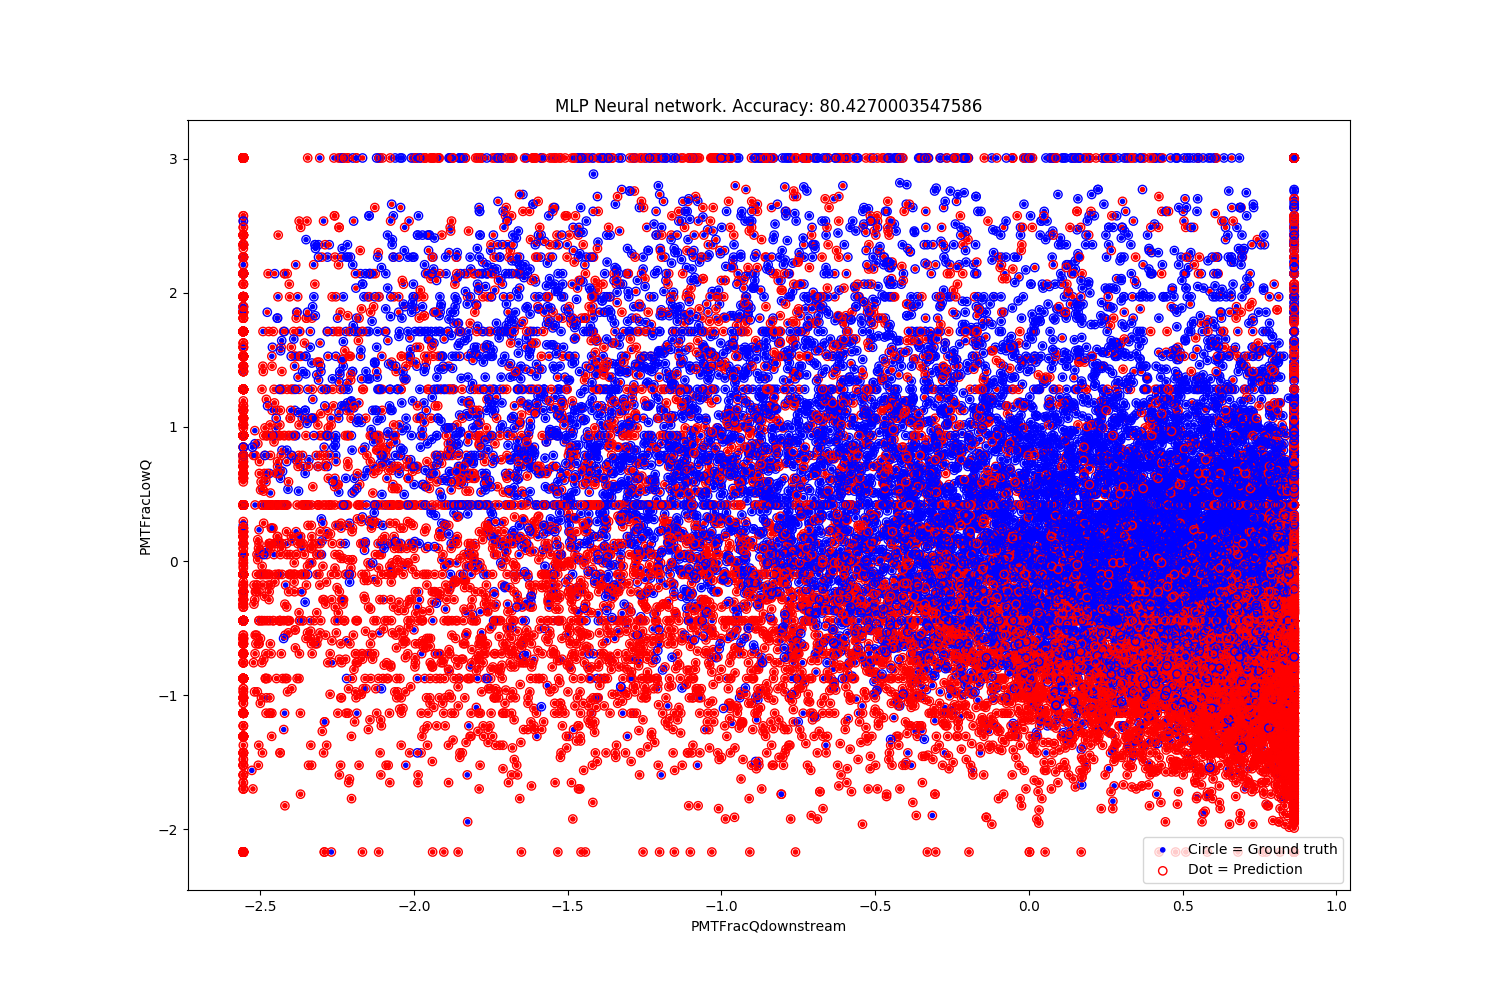 MLP Neural network. Accuracy: 80.4270003547586
3
2
1
0
−1
−2
PMTFracLowQ
−2.5 −2.0 −1.5 −1.0 −0.5 0.0 0.5 1.0
PMTFracQdownstream
Circle = Ground truth
Dot = Prediction